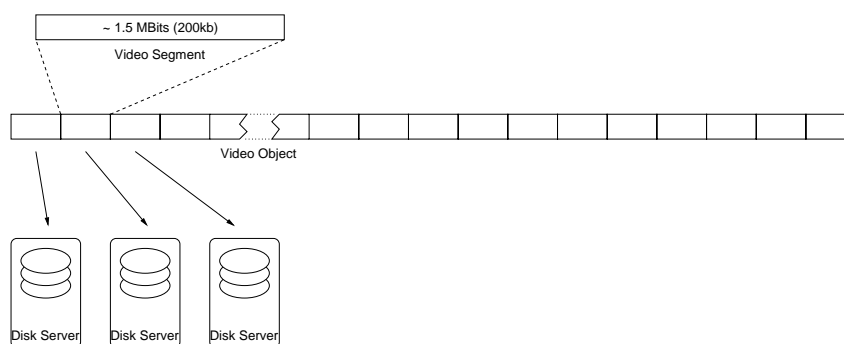 ~ 1.5 MBits (200kb)
Video Segment
Video Object
Disk Server Disk Server Disk Server